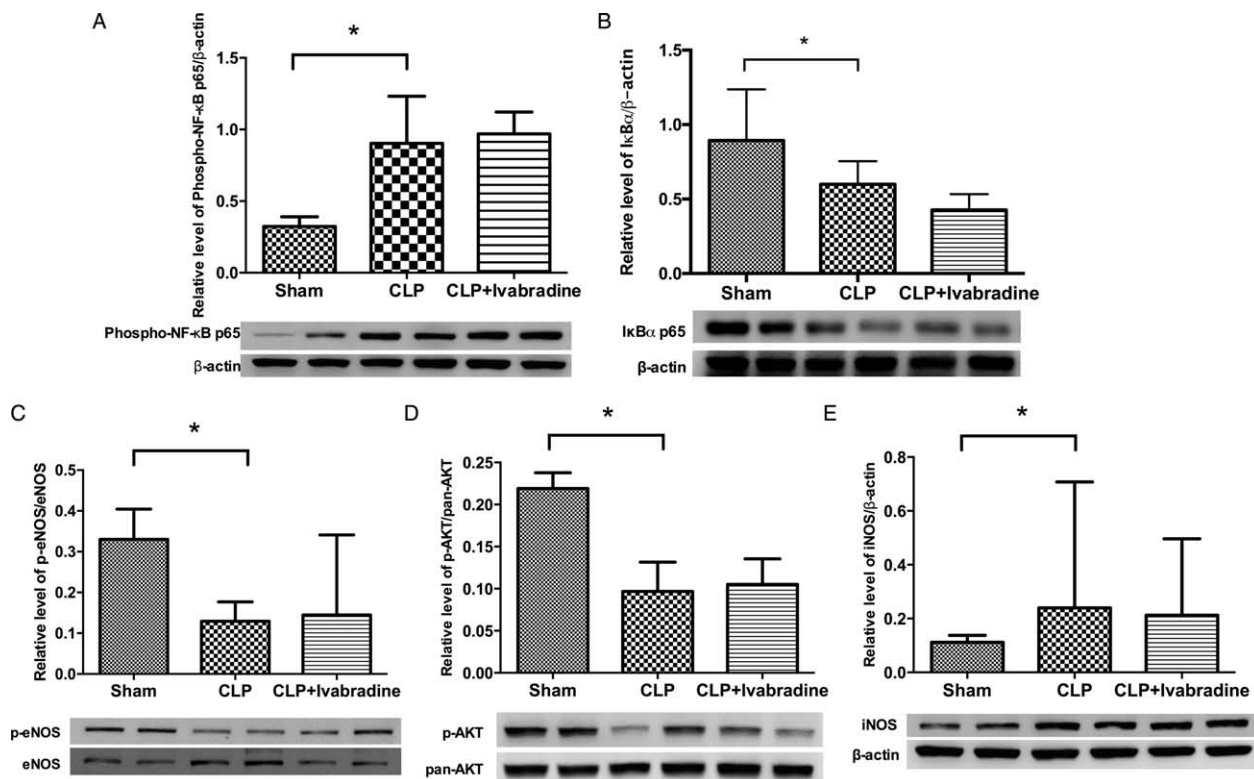 A
*
Relative level of Phospho-NF-κB p65/β-actin
1.5
1.0
0.5
0.0
Sham CLP CLP+Ivabradine
Phospho-NF-κB p65
β-actin
B
*
Relative level of IκBα/β-actin
1.5
1.0
0.5
0.0
Sham CLP CLP+Ivabradine
IκBα p65
β-actin
C
*
Relative level of p-eNOS/eNOS
0.5
0.4
0.3
0.2
0.1
0.0
Sham CLP CLP+Ivabradine
p-eNOS
eNOS
D
*
Relative level of p-AKT/pan-AKT
0.25
0.20
0.15
0.10
0.05
0.00
Sham CLP CLP+Ivabradine
p-AKT
pan-AKT
E
*
Relative level of iNOS/β-actin
0.8
0.6
0.4
0.2
0.0
Sham CLP CLP+Ivabradine
iNOS
β-actin